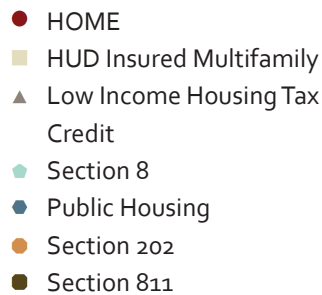 HOME
HUD Insured Multifamily
Low Income Housing Tax
Credit
Section 8
Public Housing
Section 202
Section 811